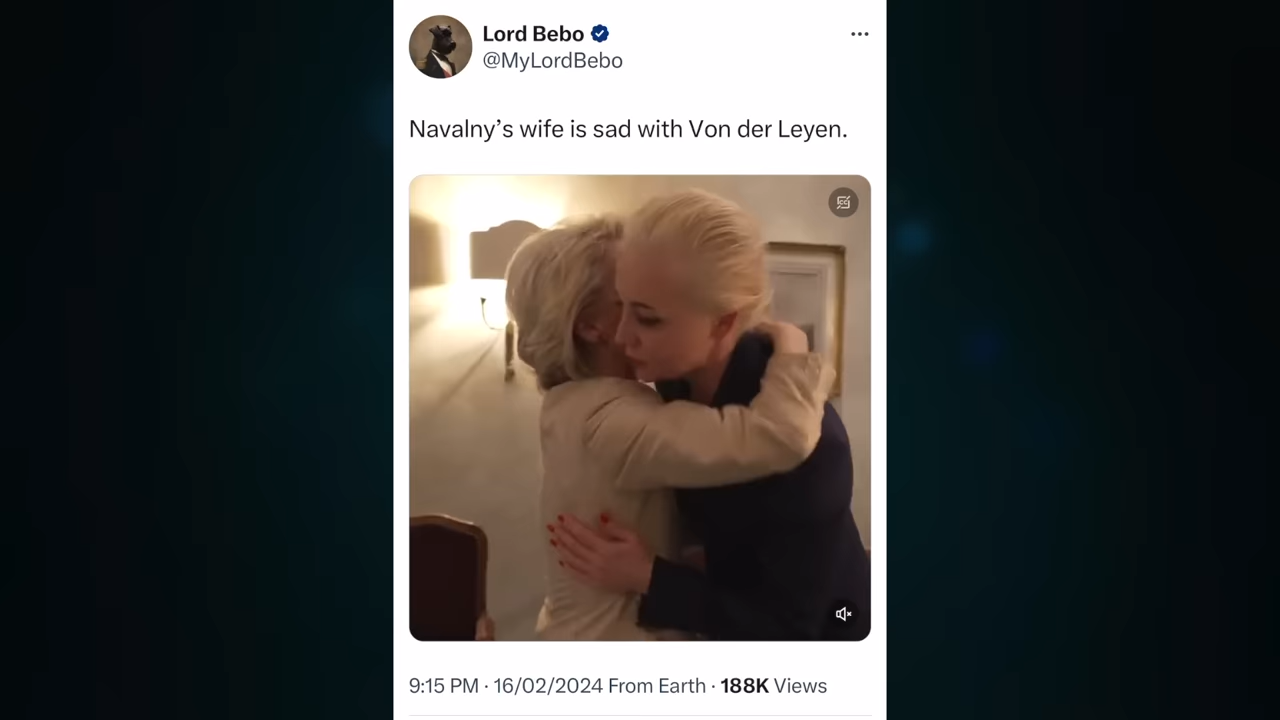 Lord Bebo
@MyLordBebo
Navalny’s wife is sad with Von der Leyen.
9:15 PM · 16/02/2024 From Earth · 188K Views